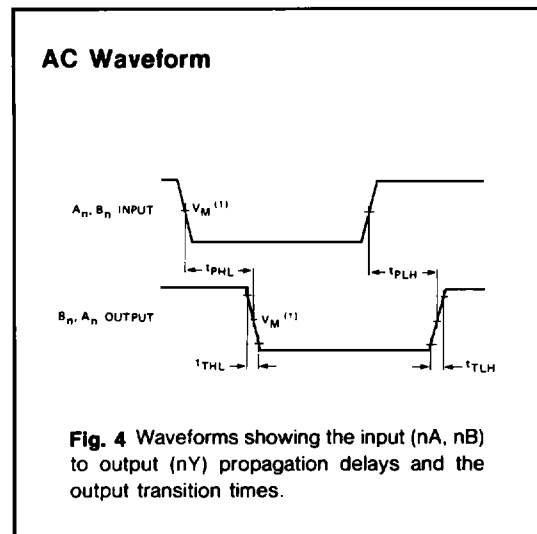 AC Waveform
An, Bn INPUT
VM (1)
tPHL
tPLH
Bn, An OUTPUT
VM (1)
tTHL
tTLH
Fig. 4 Waveforms showing the input (nA, nB)
to output (nY) propagation delays and the
output transition times.